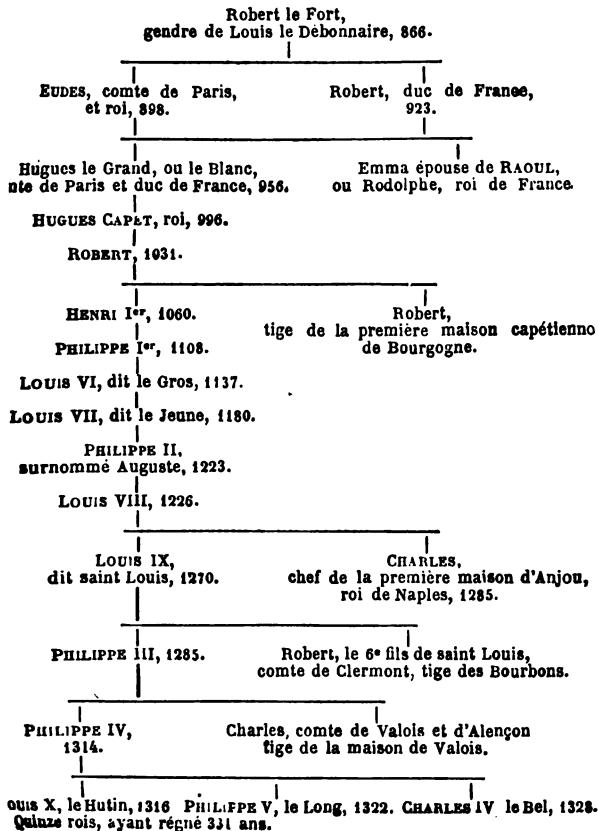 Robert le Fort,
gendre de Louis le Débonnaire, 866.
EUDES, comte de Paris,
et roi, 898.
Robert, duc de France,
923.
Hugues le Grand, ou le Blanc,
nte de Paris et duc de France, 956.
Emma épouse de RAOUL,
ou Rodolphe, roi de France.
HUGUES CAPET, roi, 996.
ROBERT, 1031.
HENRI Ier, 1060.
Robert,
tige de la première maison capétienno
de Bourgogne.
PHILIPPE Ier, 1108.
LOUIS VI, dit le Gros, 1137.
LOUIS VII, dit le Jeune, 1180.
PHILIPPE II,
surnommé Auguste, 1223.
LOUIS VIII, 1226.
LOUIS IX,
dit saint Louis, 1270.
CHARLES,
chef de la première maison d'Anjou,
roi de Naples, 1285.
PHILIPPE III, 1285.
Robert, le 6e fils de saint Louis,
comte de Clermont, tige des Bourbons.
PHILIPPE IV,
1314.
Charles, comte de Valois et d'Alençon
tige de la maison de Valois.
OUIS X, le Hutin, 1316 PHILIPPE V, le Long, 1322. CHARLES IV le Bel, 1328.
Quinze rois, ayant régné 331 ans.